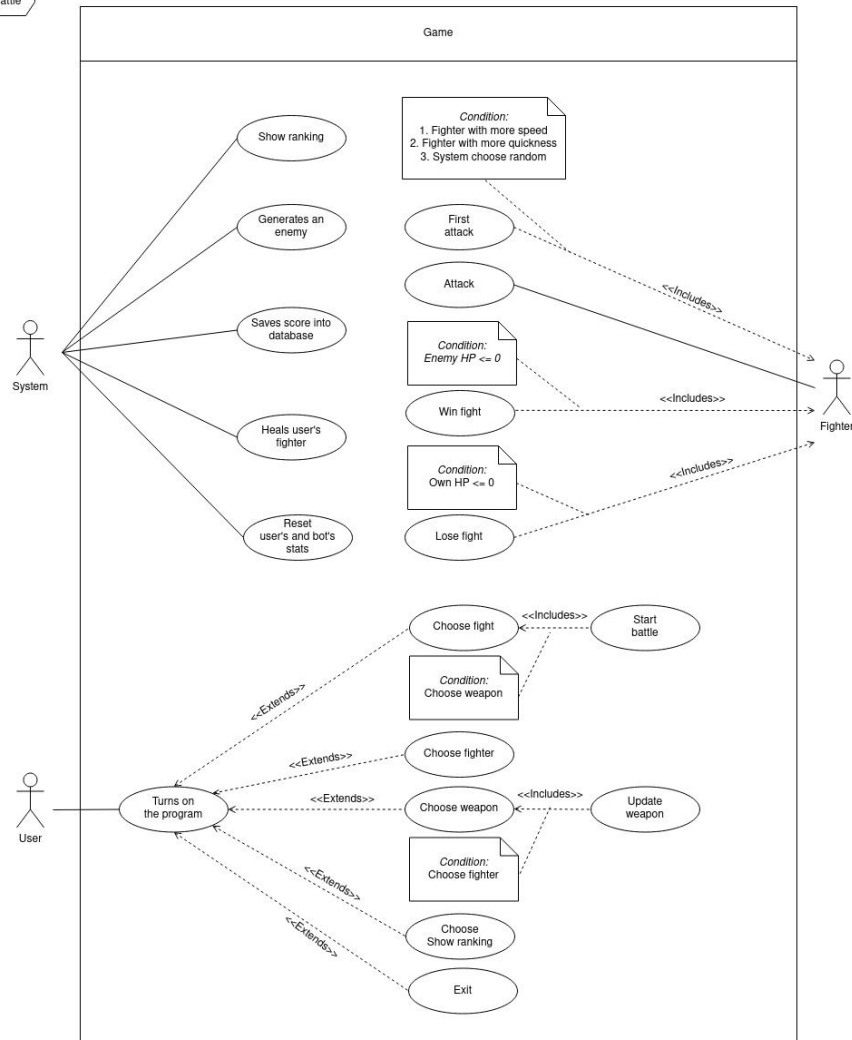 Game
Condition:
1. Fighter with more speed
2. Fighter with more quickness
3. System choose random
Show ranking
Generates an
enemy
First
attack
Attack
<<Includes>>
Saves score into
database
Condition:
Enemy HP <= 0
System
Win fight
<<Includes>>
Fighter
Heals user's
fighter
Condition:
Own HP <= 0
<<Includes>>
Reset
user's and bot's
stats
Lose fight
Choose fight
<<Includes>>
Start
battle
Condition:
Choose weapon
<<Extends>>
Choose fighter
<<Extends>>
User
Turns on
the program
<<Extends>>
Choose weapon
<<Includes>>
Update
weapon
Condition:
Choose fighter
<<Extends>>
Choose
Show ranking
<<Extends>>
Exit